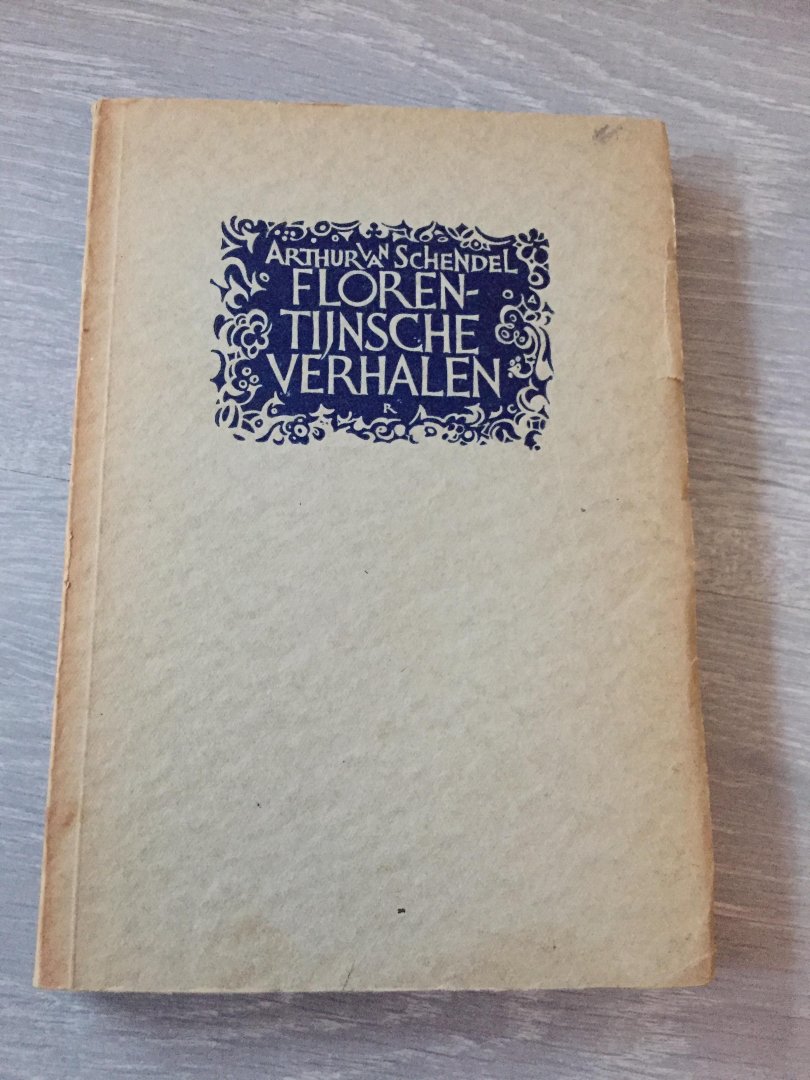 ARTHUR VAN SCHENDEL
FLOREN-
TIJNSCHE
VERHALEN
R